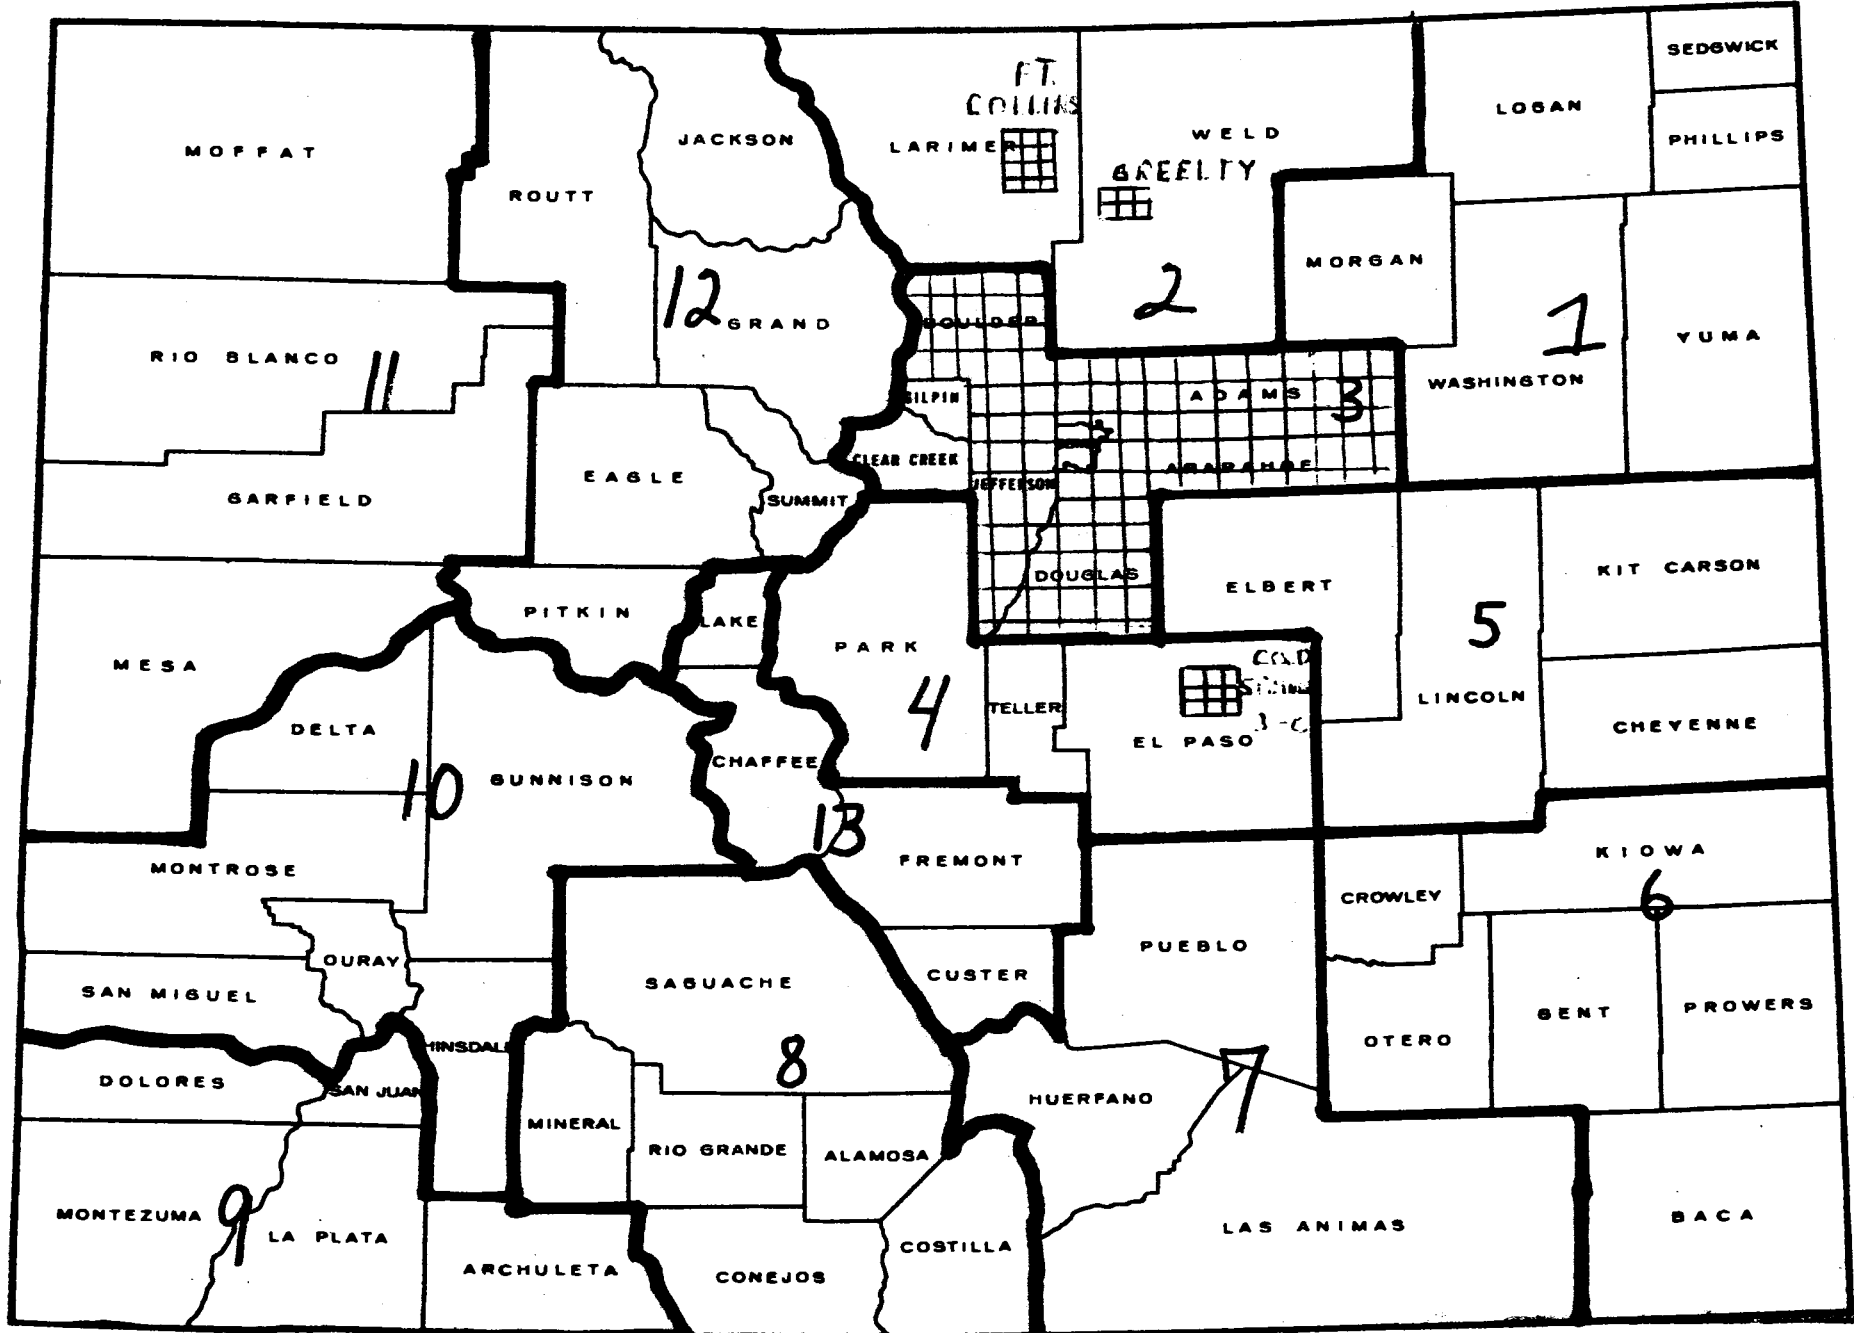 SEDGWICK
LOGAN
PHILLIPS
FT.
COLLINS
JACKSON
LARIMER
WELD
MOFFAT
GREELTY
ROUTT
MORGAN
12
GRAND
2
1
YUMA
BOULDER
RIO BLANCO
11
WASHINGTON
GILPIN
ADAMS
3
CLEAR CREEK
ARAPAHOE
EAGLE
JEFFERSON
SUMMIT
GARFIELD
DOUGLAS
ELBERT
KIT CARSON
PITKIN
LAKE
5
PARK
MESA
4
TELLER
LINCOLN
DELTA
EL PASO
CHEYENNE
CHAFFEE
10
GUNNISON
13
MONTROSE
FREMONT
KIOWA
6
CROWLEY
OURAY
SAGUACHE
CUSTER
PUEBLO
SAN MIGUEL
BENT
PROWERS
HINSDALE
OTERO
8
7
DOLORES
SAN JUAN
HUERFANO
MINERAL
RIO GRANDE
ALAMOSA
MONTEZUMA
9
LA PLATA
LAS ANIMAS
BACA
ARCHULETA
CONEJOS
COSTILLA